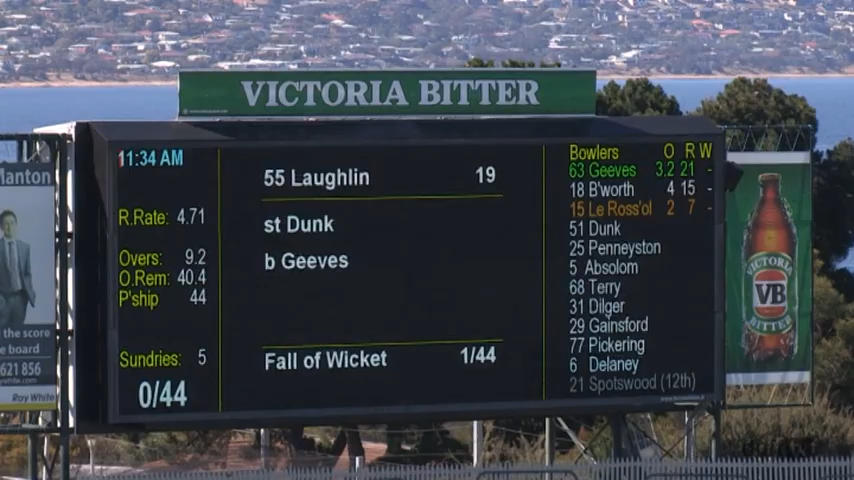 VICTORIA BITTER
Manton
the score
e board
621 856
Ray White
11:34 AM
R.Rate: 4.71
Overs: 9.2
O.Rem: 40.4
P'ship 44
Sundries: 5
0/44
55 Laughlin 19
st Dunk
b Geeves
Fall of Wicket 1/44
Bowlers O R W
63 Geeves 3.2 21 -
18 B'worth 4 15 -
15 Le Ross'ol 2 7 -
51 Dunk
25 Penneyston
5 Absolom
68 Terry
31 Dilger
29 Gainsford
77 Pickering
6 Delaney
21 Spotswood (12th)
VICTORIA
VB
BITTER